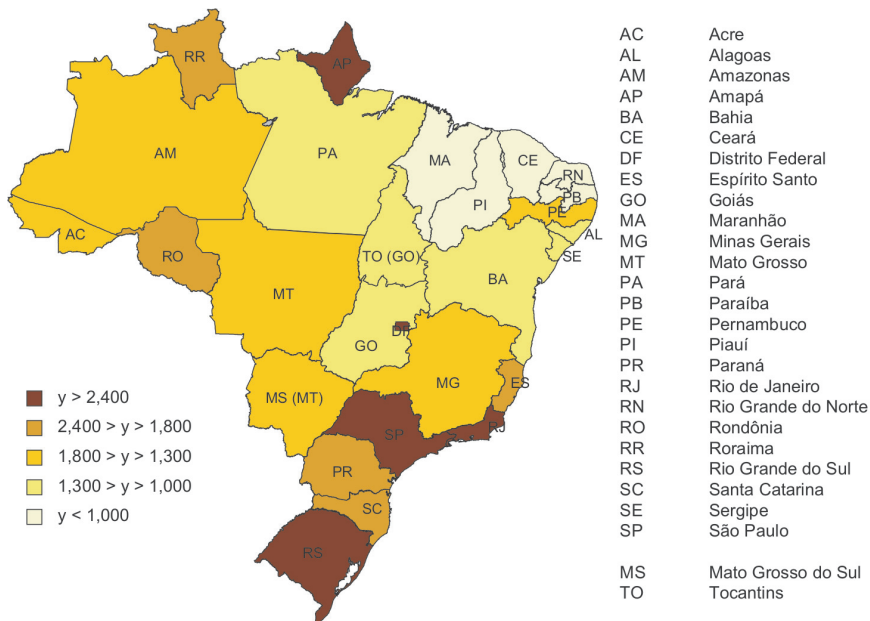 RR
AP
AM
PA
MA
CE
RN
PB
PI
PE
AC
AL
RO
TO (GO)
SE
BA
MT
DF
GO
MG
ES
MS (MT)
SP
RJ
PR
SC
RS
y > 2,400
2,400 > y > 1,800
1,800 > y > 1,300
1,300 > y > 1,000
y < 1,000
AC Acre
AL Alagoas
AM Amazonas
AP Amapá
BA Bahia
CE Ceará
DF Distrito Federal
ES Espírito Santo
GO Goiás
MA Maranhão
MG Minas Gerais
MT Mato Grosso
PA Pará
PB Paraíba
PE Pernambuco
PI Piauí
PR Paraná
RJ Rio de Janeiro
RN Rio Grande do Norte
RO Rondônia
RR Roraima
RS Rio Grande do Sul
SC Santa Catarina
SE Sergipe
SP São Paulo
MS Mato Grosso do Sul
TO Tocantins